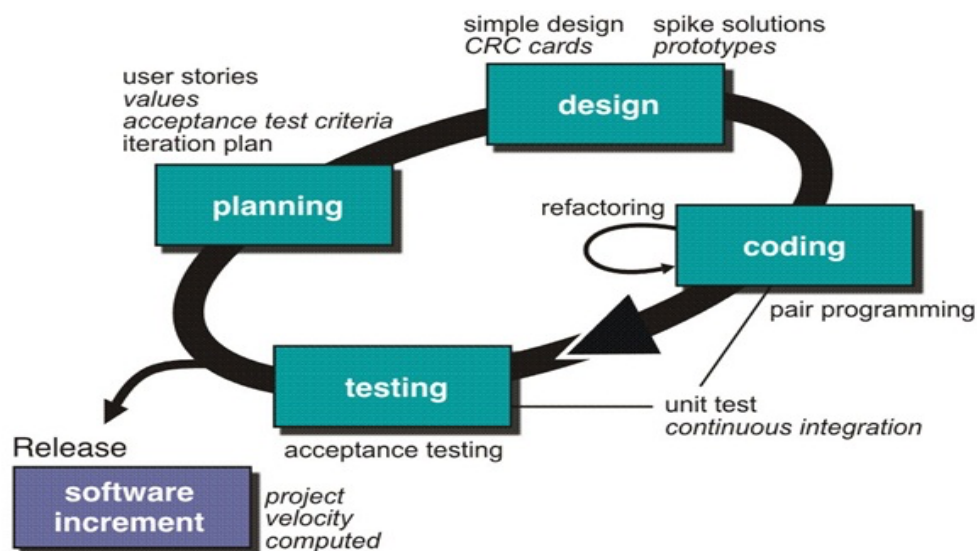 simple design
CRC cards
spike solutions
prototypes
design
user stories
values
acceptance test criteria
iteration plan
planning
refactoring
coding
pair programming
testing
acceptance testing
unit test
continuous integration
Release
software
increment
project
velocity
computed